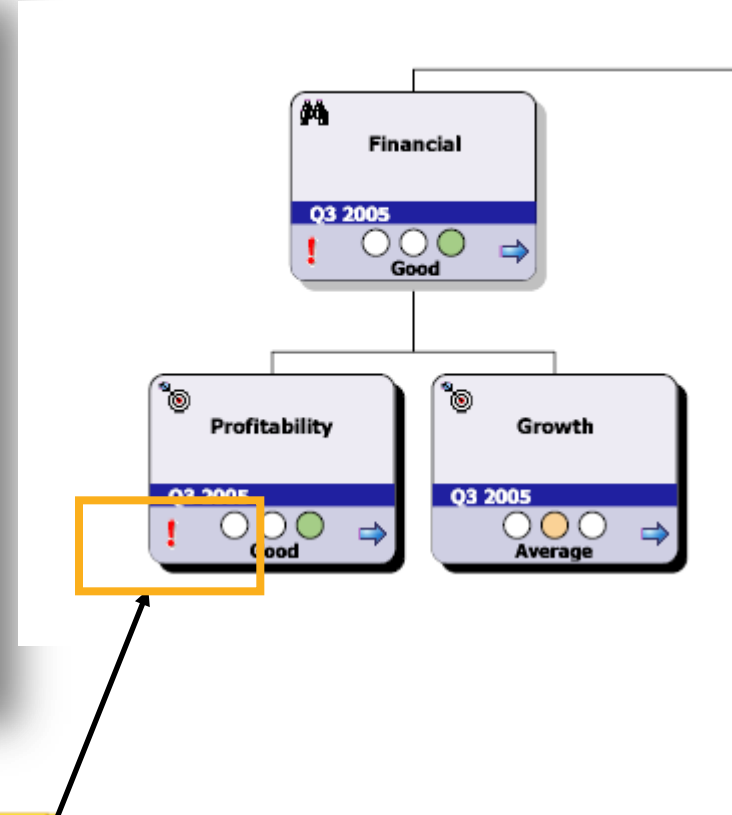 Financial
Q3 2005
!
Good
Profitability
Growth
Q3 2005
Q3 2005
!
Good
Average